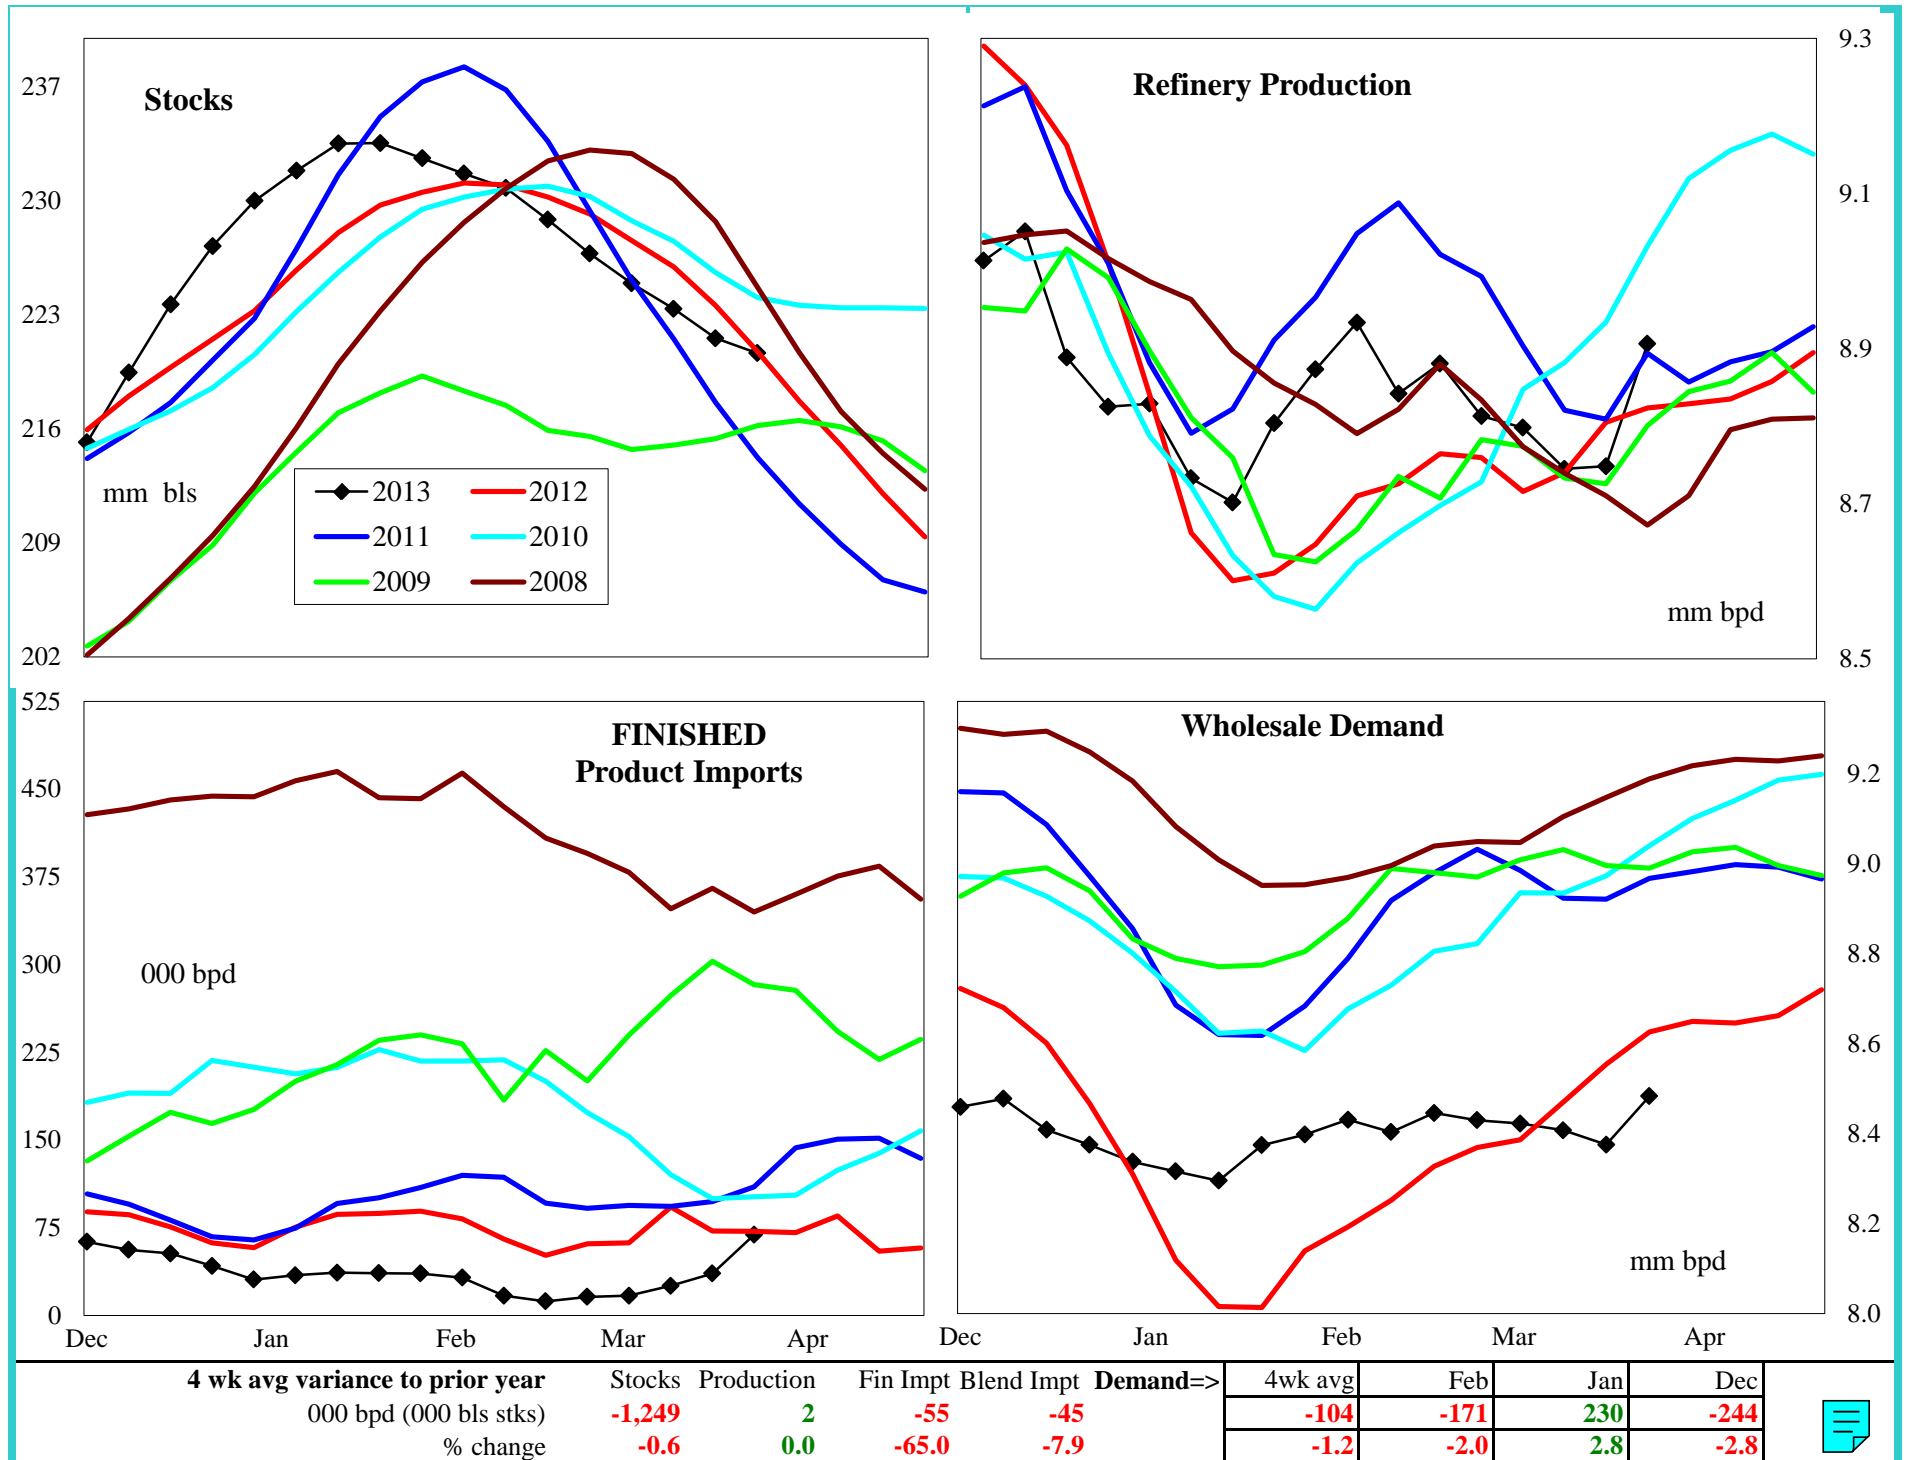 Stocks
237
230
223
216
209
202
mm bls
2013
2012
2011
2010
2009
2008
Refinery Production
9.3
9.1
8.9
8.7
8.5
mm bpd
FINISHED
Product Imports
525
450
375
300
225
150
75
0
000 bpd
Dec Jan Feb Mar Apr
Wholesale Demand
9.2
9.0
8.8
8.6
8.4
8.2
8.0
mm bpd
Dec Jan Feb Mar Apr
4 wk avg variance to prior year Stocks Production Fin Impt Blend Impt Demand=> 4wk avg Feb Jan Dec
000 bpd (000 bls stks) -1,249 2 -55 -45 -104 -171 230 -244
% change -0.6 0.0 -65.0 -7.9 -1.2 -2.0 2.8 -2.8